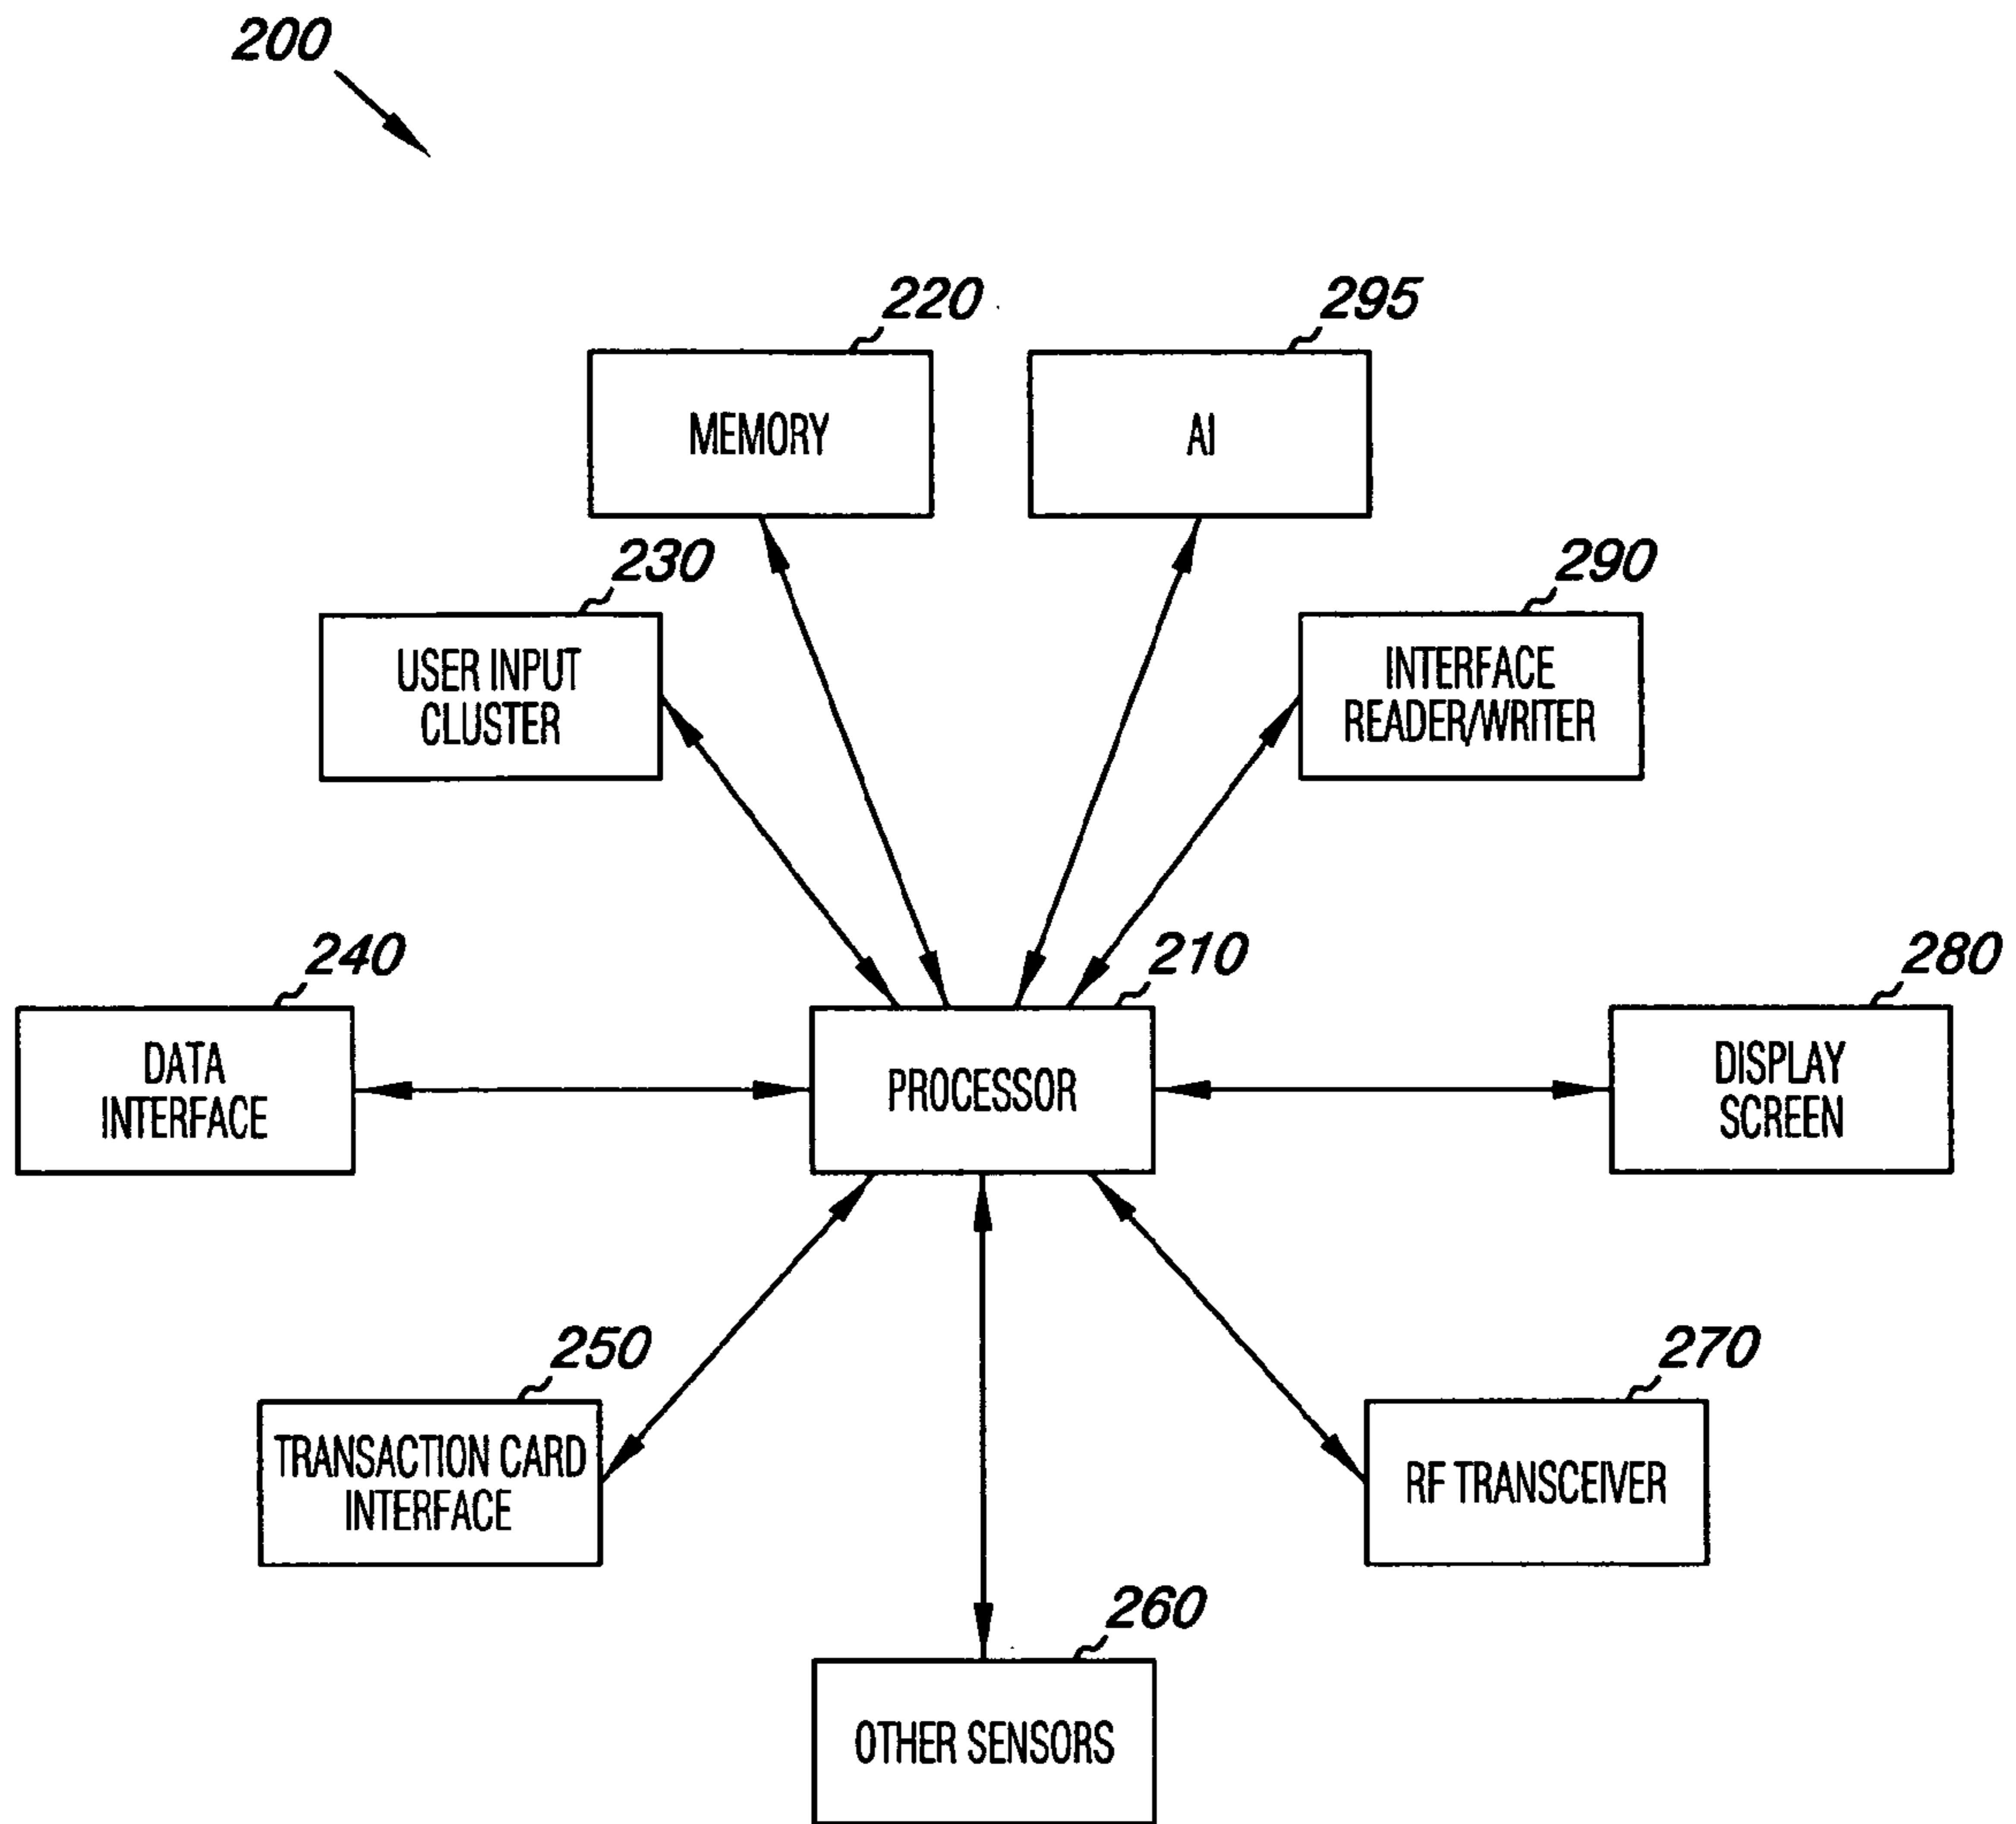 200
220
295
MEMORY
AI
230
290
USER INPUT
CLUSTER
INTERFACE
READER/WRITER
240
210
280
DATA
INTERFACE
PROCESSOR
DISPLAY
SCREEN
250
270
TRANSACTION CARD
INTERFACE
RF TRANSCEIVER
260
OTHER SENSORS